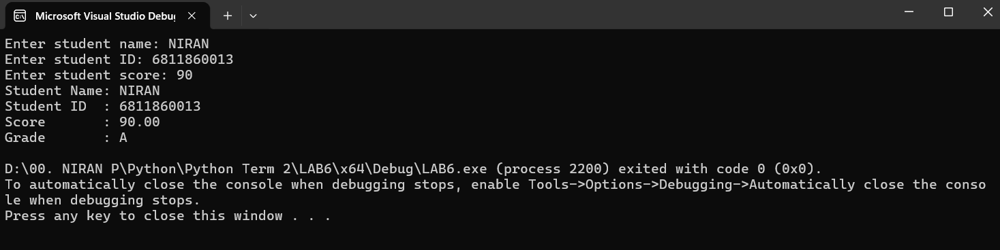 Microsoft Visual Studio Debug
Enter student name: NIRAN
Enter student ID: 6811860013
Enter student score: 90
Student Name: NIRAN
Student ID  : 6811860013
Score       : 90.00
Grade       : A
D:\00. NIRAN P\Python\Python Term 2\LAB6\x64\Debug\LAB6.exe (process 2200) exited with code 0 (0x0).
To automatically close the console when debugging stops, enable Tools->Options->Debugging->Automatically close the conso
le when debugging stops.
Press any key to close this window . . .